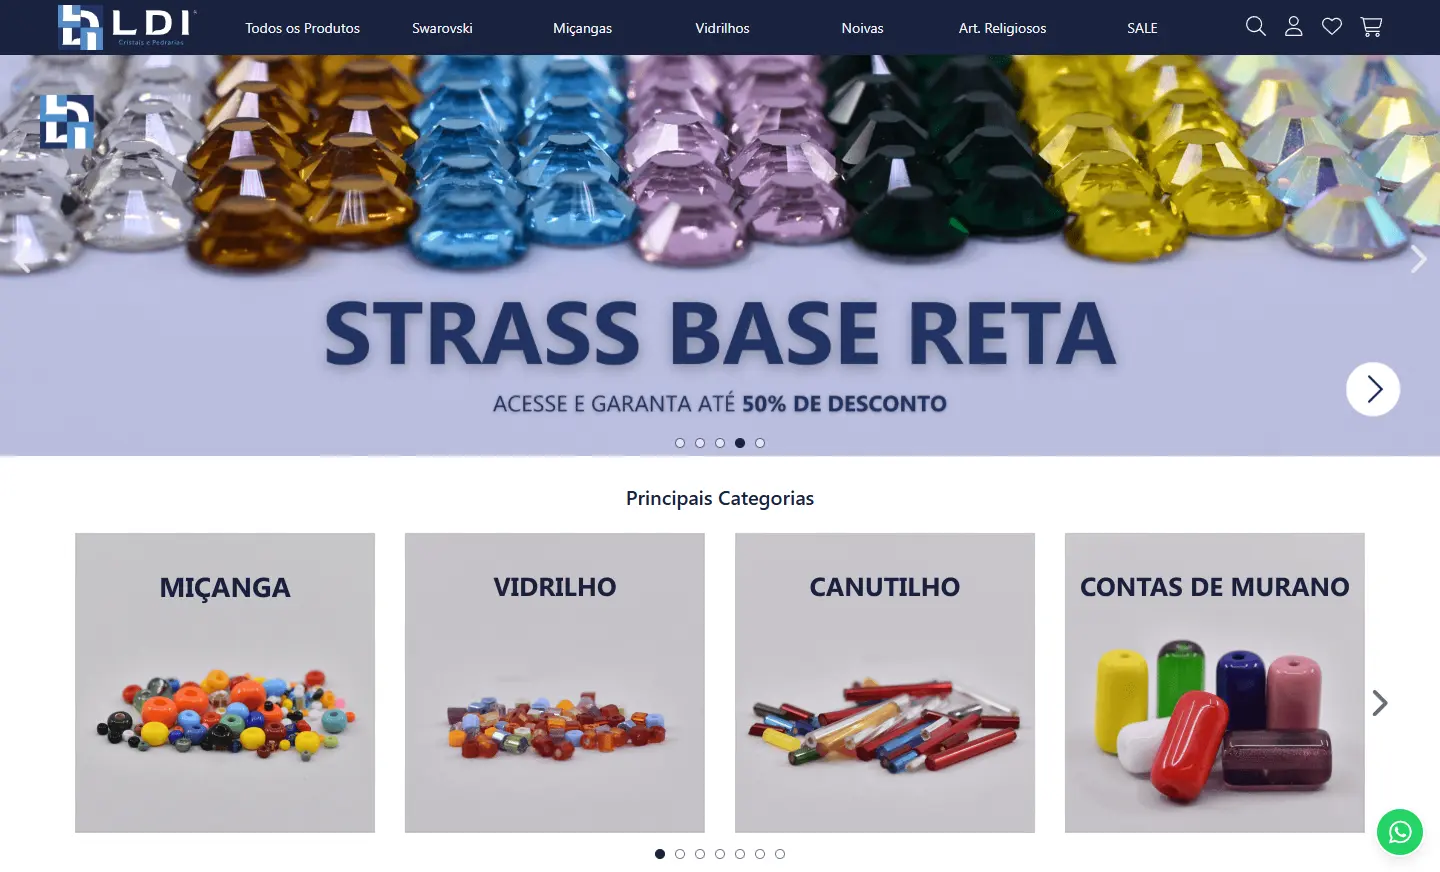 LDI
Cristais e Pedrarias
Todos os Produtos
Swarovski
Miçangas
Vidrilhos
Noivas
Art. Religiosos
SALE
STRASS BASE RETA
ACESSE E GARANTA ATÉ 50% DE DESCONTO
Principais Categorias
MIÇANGA
VIDRILHO
CANUTILHO
CONTAS DE MURANO